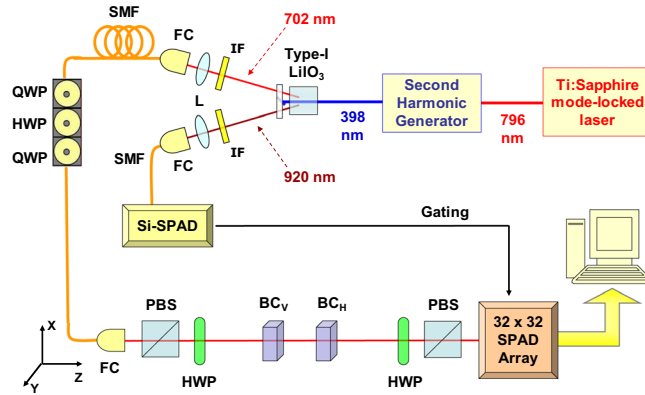 SMF
FC
IF
702 nm
Type-I
LiIO3
Second
Harmonic
Generator
Ti:Sapphire
mode-locked
laser
398
nm
796
nm
QWP
HWP
QWP
L
SMF
FC
IF
920 nm
Si-SPAD
Gating
X
Y
Z
FC
PBS
HWP
BCV
BCH
HWP
PBS
32 x 32
SPAD
Array